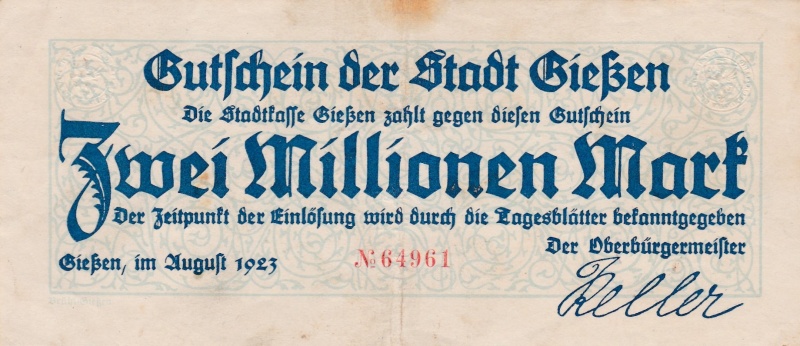 Gutschein der Stadt Gießen
Die Stadtkasse Gießen zahlt gegen diesen Gutschein
Zwei Millionen Mark
Der Zeitpunkt der Einlösung wird durch die Tagesblätter bekanntgegeben
Der Oberbürgermeister
Gießen, im August 1923
№ 64961
Keller